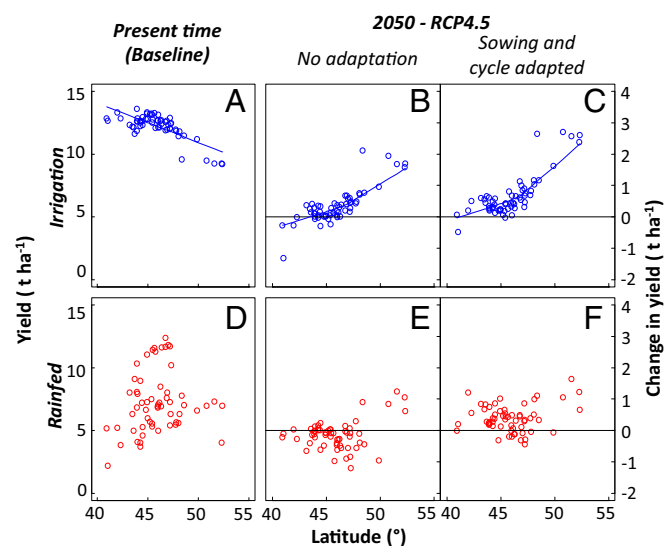 Present time
(Baseline)
2050 - RCP4.5
No adaptation
Sowing and
cycle adapted
A
B
C
15
10
5
0
4
3
2
1
0
-1
-2
Irrigation
Yield ( t ha⁻¹)
Change in yield ( t ha⁻¹)
D
E
F
15
10
5
0
4
3
2
1
0
-1
-2
Rainfed
40 45 50 55 40 45 50 55 40 45 50 55
Latitude (°)